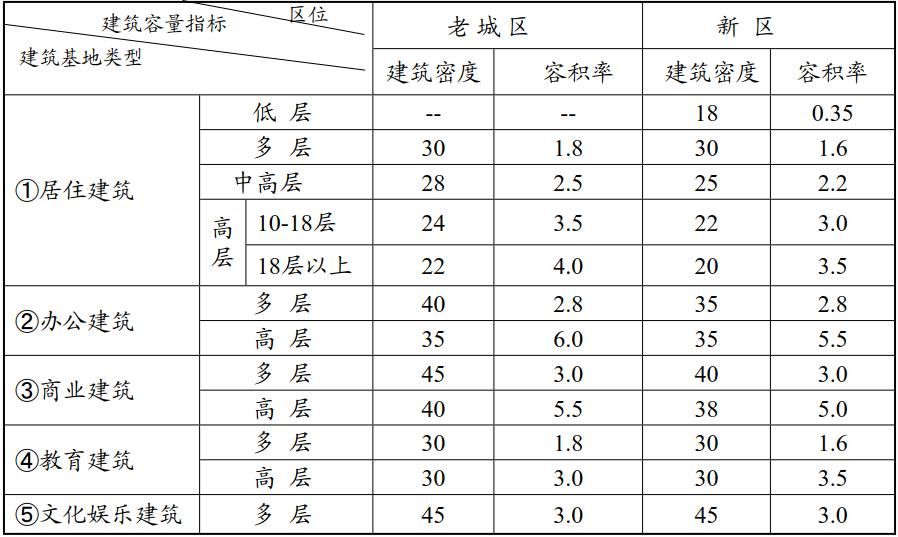 建筑容量指标 区位
建筑基地类型
老城区 新区
建筑密度 容积率 建筑密度 容积率
①居住建筑 低层 -- -- 18 0.35
多层 30 1.8 30 1.6
中高层 28 2.5 25 2.2
高层 10-18层 24 3.5 22 3.0
18层以上 22 4.0 20 3.5
②办公建筑 多层 40 2.8 35 2.8
高层 35 6.0 35 5.5
③商业建筑 多层 45 3.0 40 3.0
高层 40 5.5 38 5.0
④教育建筑 多层 30 1.8 30 1.6
高层 30 3.0 30 3.5
⑤文化娱乐建筑 多层 45 3.0 45 3.0